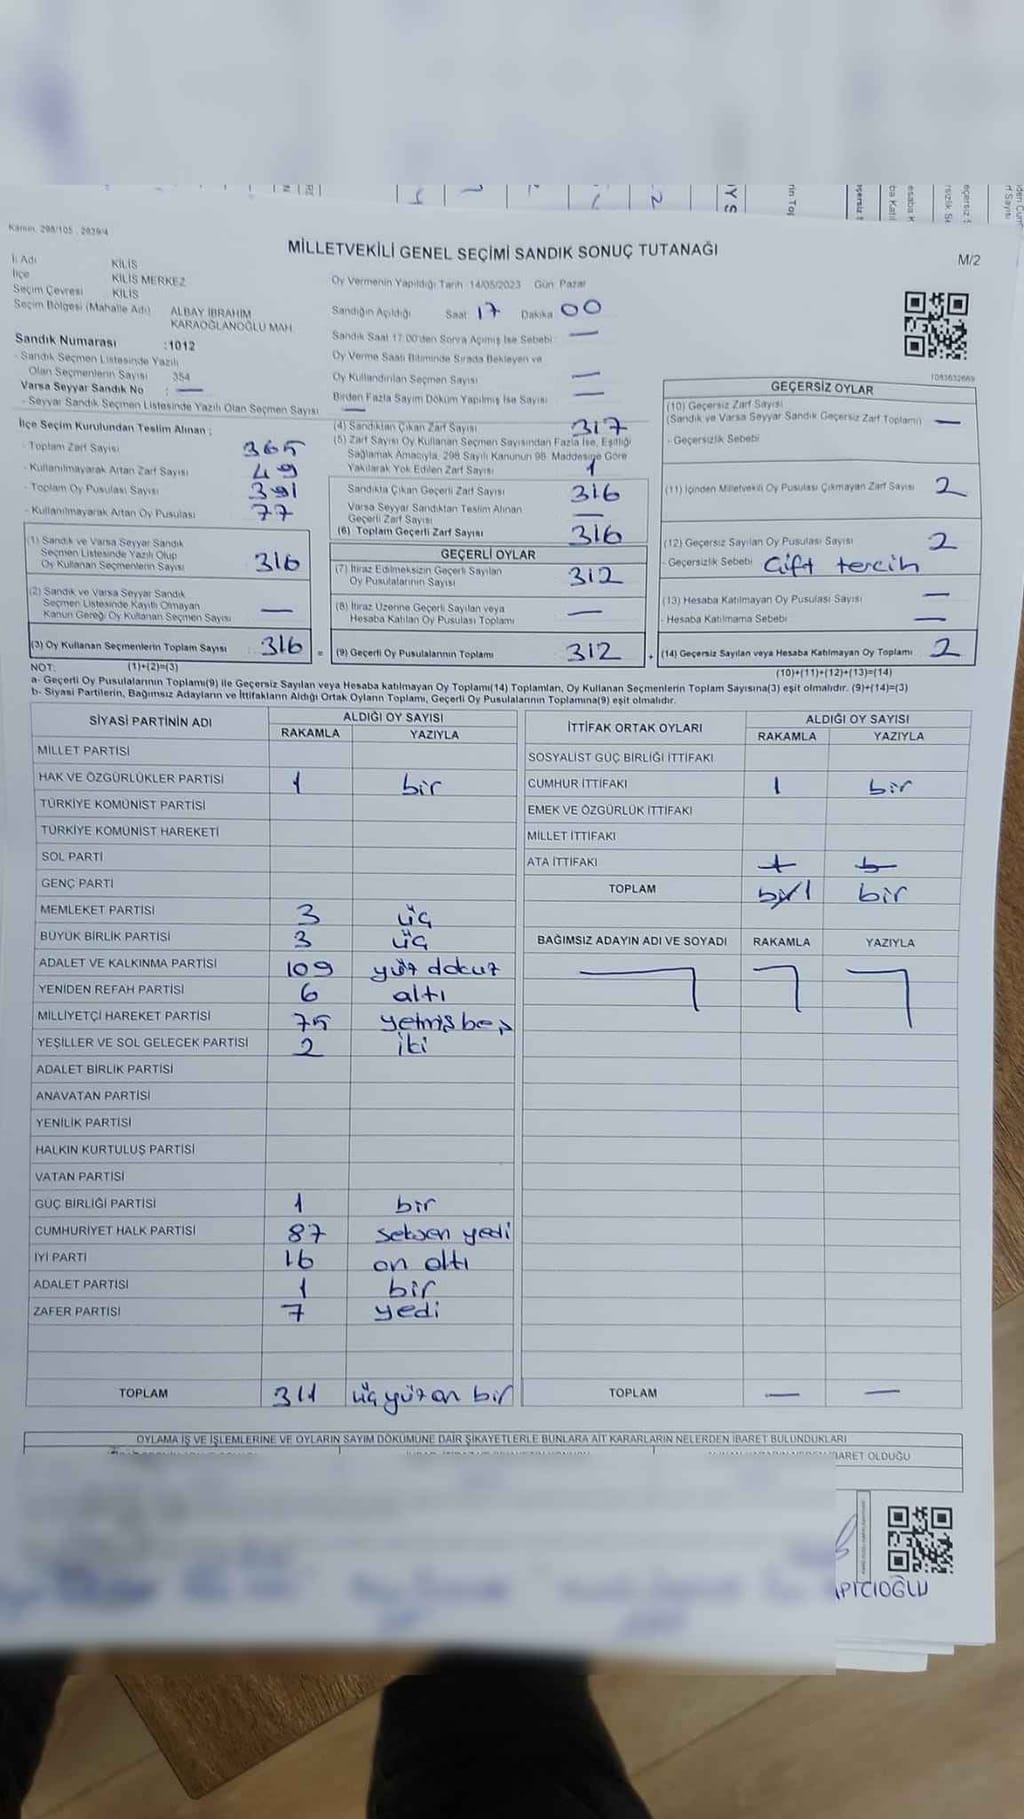 Kanun: 298/105 : 2839/4
MİLLETVEKİLİ GENEL SEÇİMİ SANDIK SONUÇ TUTANAĞI
M/2
İl Adı KİLİS
İlçe KİLİS MERKEZ
Seçim Çevresi KİLİS
Seçim Bölgesi (Mahalle Adı) ALBAY İBRAHİM KARAOĞLANOĞLU MAH.
Sandık Numarası :1012
- Sandık Seçmen Listesinde Yazılı
Olan Seçmenlerin Sayısı 354
Varsa Seyyar Sandık No : —
- Seyyar Sandık Seçmen Listesinde Yazılı Olan Seçmen Sayısı —
Oy Vermenin Yapıldığı Tarih :14/05/2023 Gün: Pazar
Sandığın Açıldığı Saat: 17 Dakika 00
Sandık Saat 17:00'den Sonra Açımış İse Sebebi : —
Oy Verme Saati Bitiminde Sırada Bekleyen ve
Oy Kullandırılan Seçmen Sayısı —
Birden Fazla Sayım Döküm Yapılmış İse Sayısı —
1083632669
İlçe Seçim Kurulundan Teslim Alınan ;
- Toplam Zarf Sayısı 365
- Kullanılmayarak Artan Zarf Sayısı 49
- Toplam Oy Pusulası Sayısı 391
- Kullanılmayarak Artan Oy Pusulası 77
(1) Sandık ve Varsa Seyyar Sandık
Seçmen Listesinde Yazılı Olup
Oy Kullanan Seçmenlerin Sayısı 316
(2) Sandık ve Varsa Seyyar Sandık
Seçmen Listesinde Kayıtlı Olmayan
Kanun Gereği Oy Kullanan Seçmen Sayısı —
(3) Oy Kullanan Seçmenlerin Toplam Sayısı 316 =
(4) Sandıktan Çıkan Zarf Sayısı 317
(5) Zarf Sayısı Oy Kullanan Seçmen Sayısından Fazla İse, Eşitliği
Sağlamak Amacıyla, 298 Sayılı Kanunun 98. Maddesine Göre
Yakılarak Yok Edilen Zarf Sayısı 1
Sandıkta Çıkan Geçerli Zarf Sayısı 316
Varsa Seyyar Sandıktan Teslim Alınan
Geçerli Zarf Sayısı —
(6) Toplam Geçerli Zarf Sayısı 316
GEÇERLİ OYLAR
(7) İtiraz Edilmeksizin Geçerli Sayılan
Oy Pusulalarının Sayısı 312
(8) İtiraz Üzerine Geçerli Sayılan veya
Hesaba Katılan Oy Pusulası Toplamı —
(9) Geçerli Oy Pusulalarının Toplamı 312 +
GEÇERSİZ OYLAR
(10) Geçersiz Zarf Sayısı
(Sandık ve Varsa Seyyar Sandık Geçersiz Zarf Toplamı) —
- Geçersizlik Sebebi
(11) İçinden Milletvekili Oy Pusulası Çıkmayan Zarf Sayısı 2
(12) Geçersiz Sayılan Oy Pusulası Sayısı 2
- Geçersizlik Sebebi Çift tercih
(13) Hesaba Katılmayan Oy Pusulası Sayısı —
- Hesaba Katılmama Sebebi —
(14) Geçersiz Sayılan veya Hesaba Katılmayan Oy Toplamı 2
NOT: (1)+(2)=(3) (10)+(11)+(12)+(13)=(14)
a- Geçerli Oy Pusulalarının Toplamı(9) ile Geçersiz Sayılan veya Hesaba katılmayan Oy Toplamı(14) Toplamları, Oy Kullanan Seçmenlerin Toplam Sayısına(3) eşit olmalıdır. (9)+(14)=(3)
b- Siyasi Partilerin, Bağımsız Adayların ve İttifakların Aldığı Ortak Oyların Toplamı, Geçerli Oy Pusulalarının Toplamına(9) eşit olmalıdır.
SİYASİ PARTİNİN ADI ALDIĞI OY SAYISI
RAKAMLA YAZIYLA
MİLLET PARTİSİ
HAK VE ÖZGÜRLÜKLER PARTİSİ 1 bir
TÜRKİYE KOMÜNİST PARTİSİ
TÜRKİYE KOMÜNİST HAREKETİ
SOL PARTİ
GENÇ PARTİ
MEMLEKET PARTİSİ 3 üç
BÜYÜK BİRLİK PARTİSİ 3 üç
ADALET VE KALKINMA PARTİSİ 109 yüz dokuz
YENİDEN REFAH PARTİSİ 6 altı
MİLLİYETÇİ HAREKET PARTİSİ 75 yetmiş beş
YEŞİLLER VE SOL GELECEK PARTİSİ 2 iki
ADALET BİRLİK PARTİSİ
ANAVATAN PARTİSİ
YENİLİK PARTİSİ
HALKIN KURTULUŞ PARTİSİ
VATAN PARTİSİ
GÜÇ BİRLİĞİ PARTİSİ 1 bir
CUMHURİYET HALK PARTİSİ 87 seksen yedi
İYİ PARTİ 16 on altı
ADALET PARTİSİ 1 bir
ZAFER PARTİSİ 7 yedi
TOPLAM 311 üç yüz on bir
İTTİFAK ORTAK OYLARI ALDIĞI OY SAYISI
RAKAMLA YAZIYLA
SOSYALİST GÜÇ BİRLİĞİ İTTİFAKI
CUMHUR İTTİFAKI 1 bir
EMEK VE ÖZGÜRLÜK İTTİFAKI
MİLLET İTTİFAKI
ATA İTTİFAKI
TOPLAM 1 bir
BAĞIMSIZ ADAYIN ADI VE SOYADI RAKAMLA YAZIYLA
TOPLAM — —
OYLAMA İŞ VE İŞLEMLERİNE VE OYLARIN SAYIM DÖKÜMÜNE DAİR ŞİKAYETLERLE BUNLARA AİT KARARLARIN NELERDEN İBARET BULUNDUKLARI
BARET OLDUĞU
APICIOĞLU